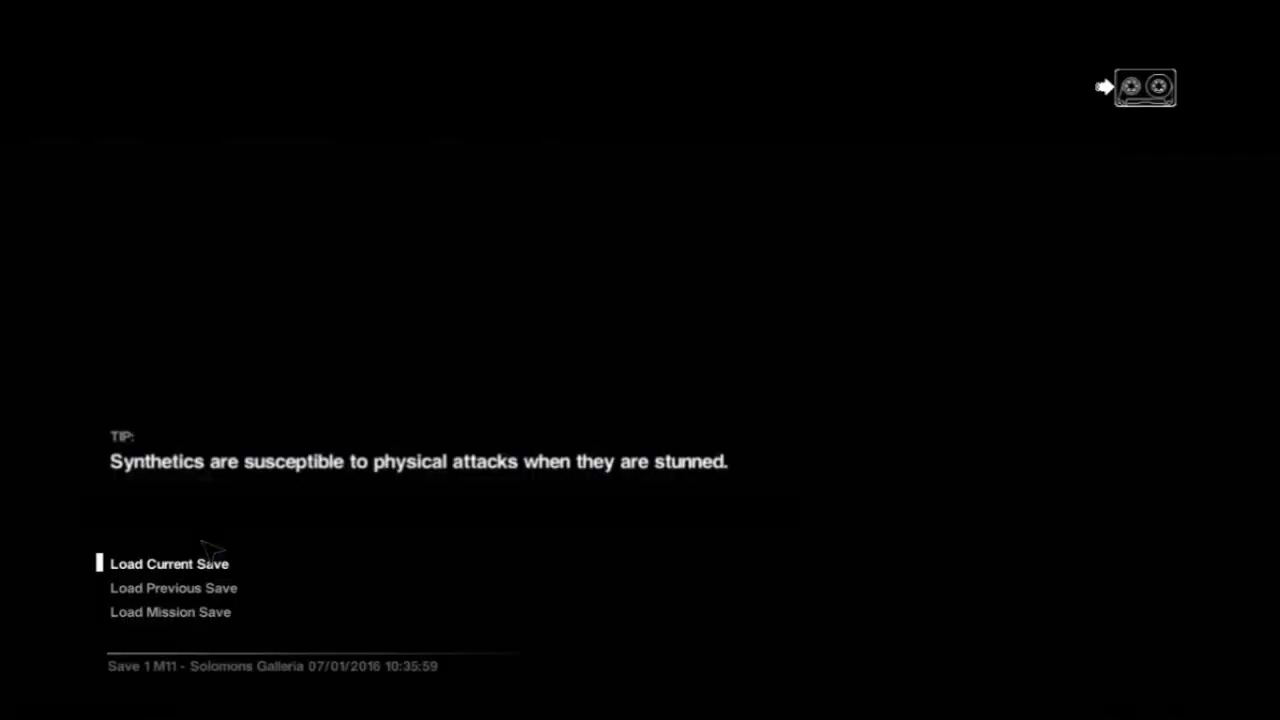 TIP:
Synthetics are susceptible to physical attacks when they are stunned.
Load Current Save
Load Previous Save
Load Mission Save
Save 1 M11 - Solomons Galleria 07/01/2016 10:35:59